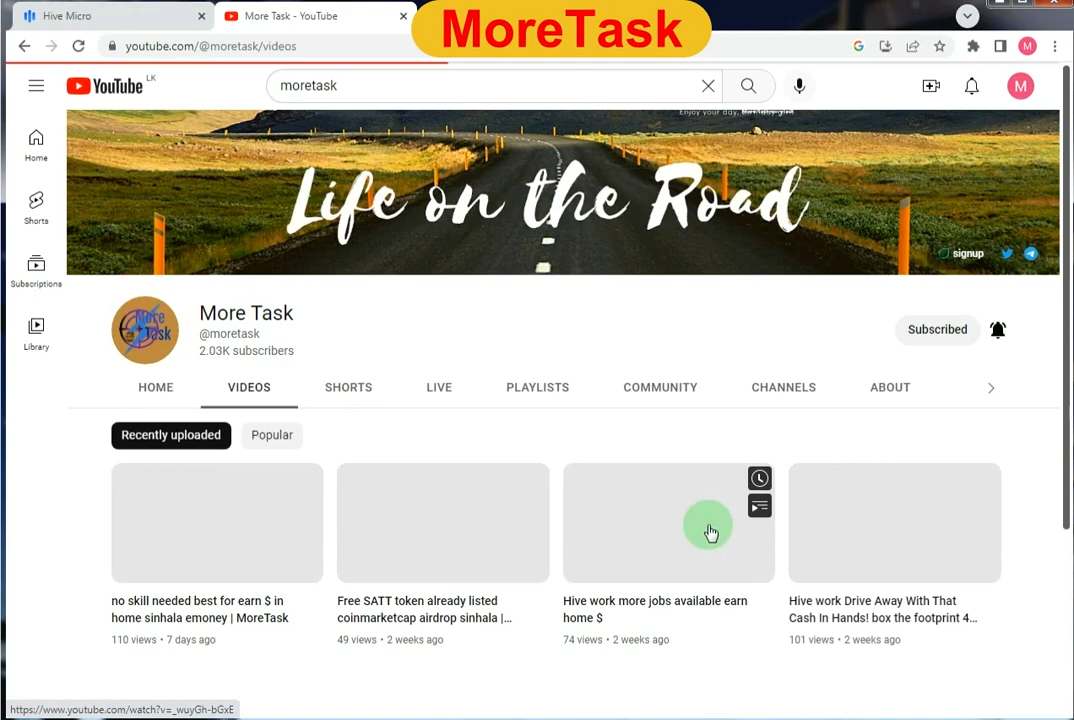 Hive Micro
More Task - YouTube
MoreTask
youtube.com/@moretask/videos
M
YouTube
LK
moretask
M
Home
Shorts
Subscriptions
Library
Enjoy your day.
Life on the Road
signup
More Task
More Task
@moretask
2.03K subscribers
Subscribed
HOME VIDEOS SHORTS LIVE PLAYLISTS COMMUNITY CHANNELS ABOUT
Recently uploaded Popular
no skill needed best for earn $ in
home sinhala emoney | MoreTask
110 views • 7 days ago
Free SATT token already listed
coinmarketcap airdrop sinhala |...
49 views • 2 weeks ago
Hive work more jobs available earn
home $
74 views • 2 weeks ago
Hive work Drive Away With That
Cash In Hands! box the footprint 4...
101 views • 2 weeks ago
https://www.youtube.com/watch?v=_wuyGh-bGxE